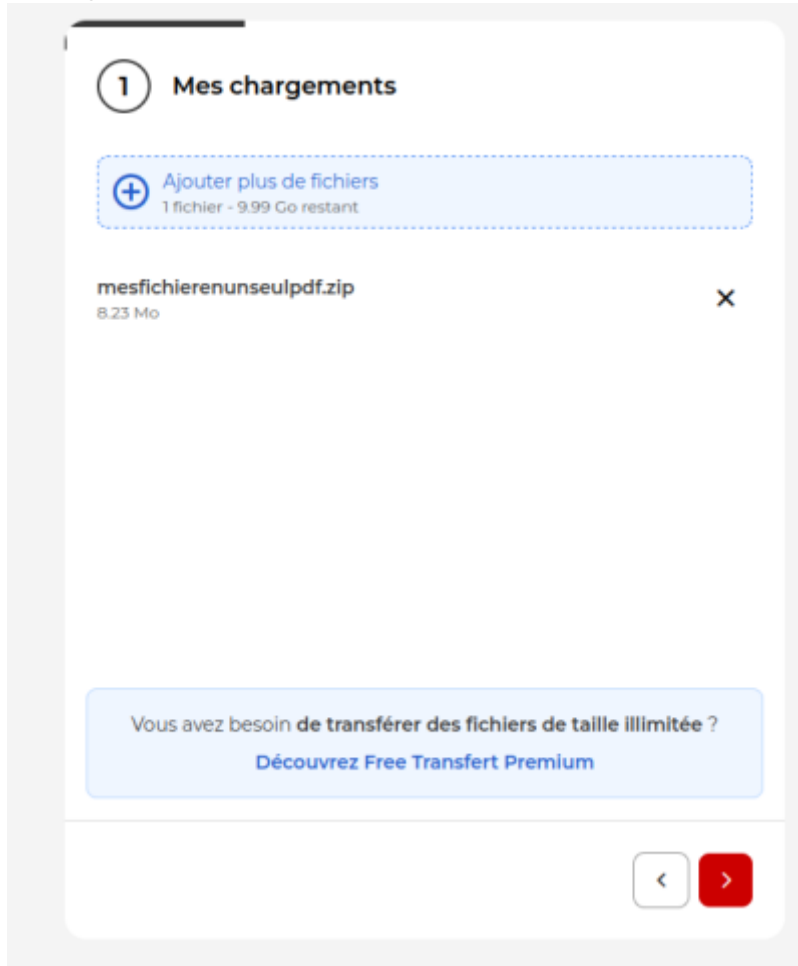 1 Mes chargements
Ajouter plus de fichiers
1 fichier - 9.99 Go restant
mesfichierenunseulpdf.zip
8.23 Mo
Vous avez besoin de transférer des fichiers de taille illimitée ?
Découvrez Free Transfert Premium